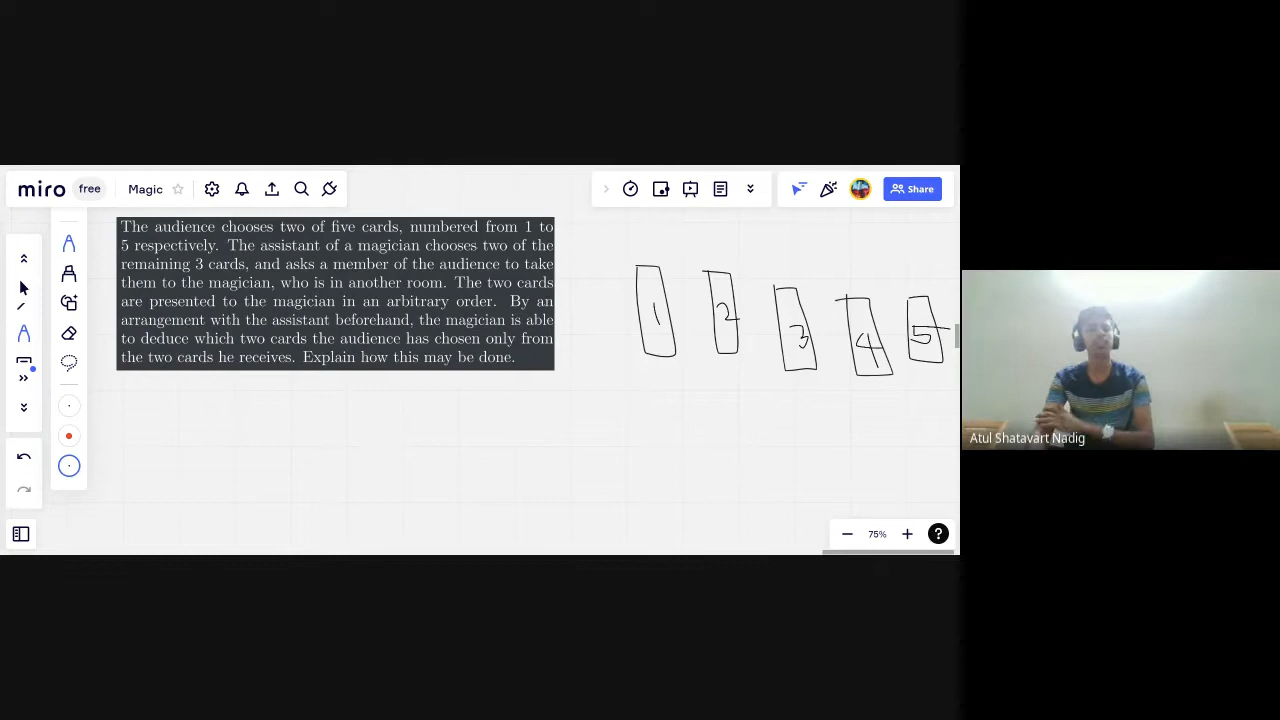 miro free Magic Share
The audience chooses two of five cards, numbered from 1 to
5 respectively. The assistant of a magician chooses two of the
remaining 3 cards, and asks a member of the audience to take
them to the magician, who is in another room. The two cards
are presented to the magician in an arbitrary order. By an
arrangement with the assistant beforehand, the magician is able
to deduce which two cards the audience has chosen only from
the two cards he receives. Explain how this may be done.
1 2 3 4 5
Atul Shatavart Nadig
75% ?